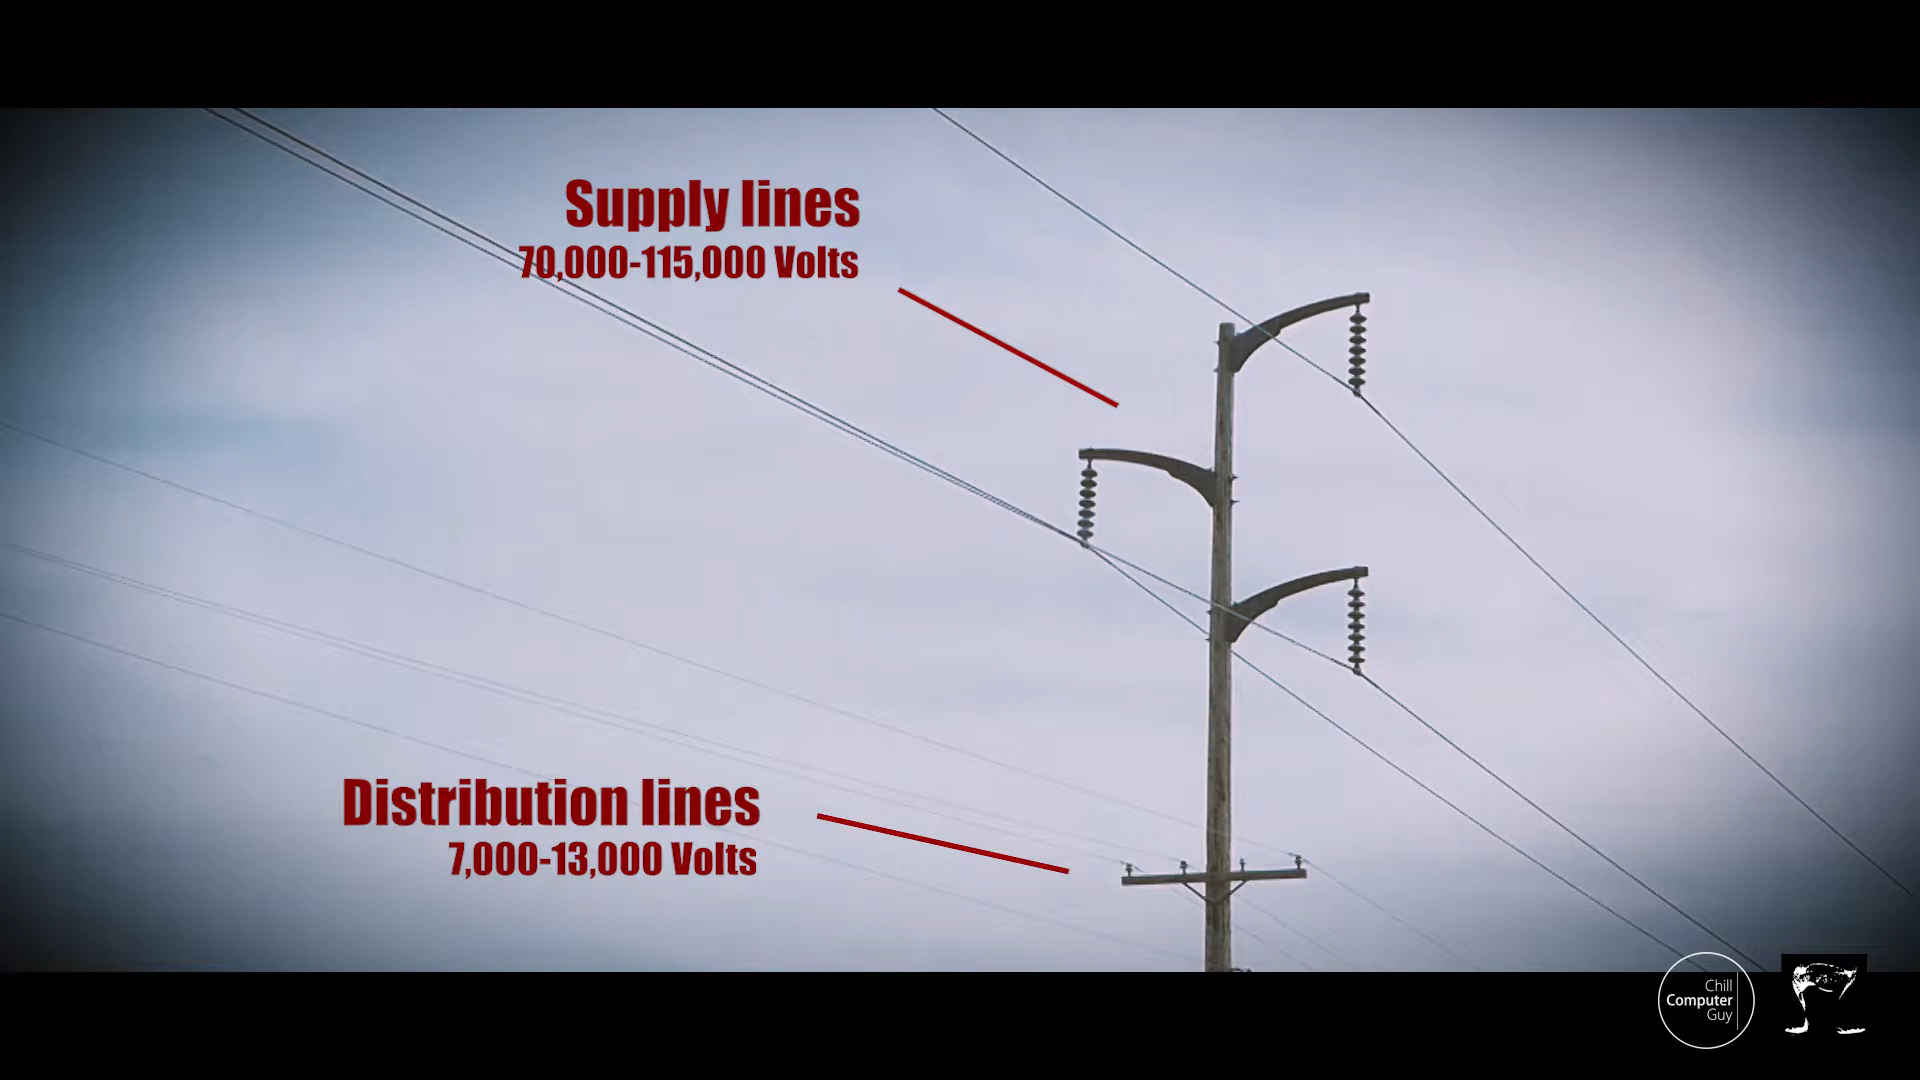 Supply lines
70,000-115,000 Volts
Distribution lines
7,000-13,000 Volts
Chill
Computer
Guy